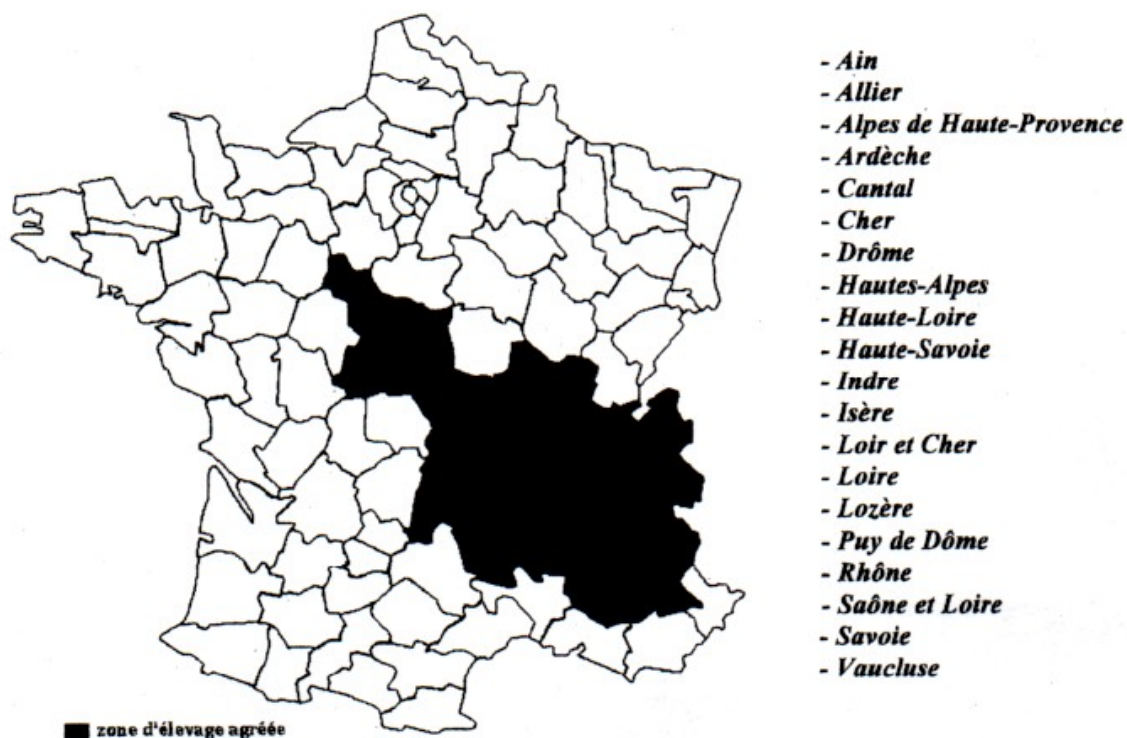 - Ain
- Allier
- Alpes de Haute-Provence
- Ardèche
- Cantal
- Cher
- Drôme
- Hautes-Alpes
- Haute-Loire
- Haute-Savoie
- Indre
- Isère
- Loir et Cher
- Loire
- Lozère
- Puy de Dôme
- Rhône
- Saône et Loire
- Savoie
- Vaucluse
zone d'élevage agréée